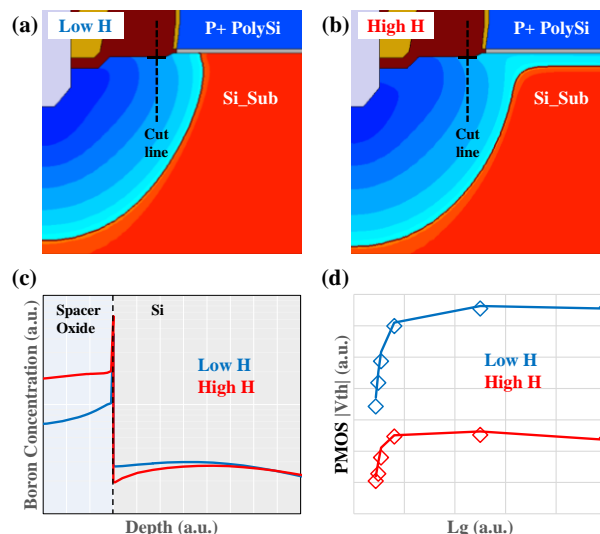 (a)
Low H
P+ PolySi
Si_Sub
Cut
line
(b)
High H
P+ PolySi
Si_Sub
Cut
line
(c)
Boron Concentration (a.u.)
Spacer
Oxide
Si
Low H
High H
Depth (a.u.)
(d)
PMOS |Vth| (a.u.)
Low H
High H
Lg (a.u.)